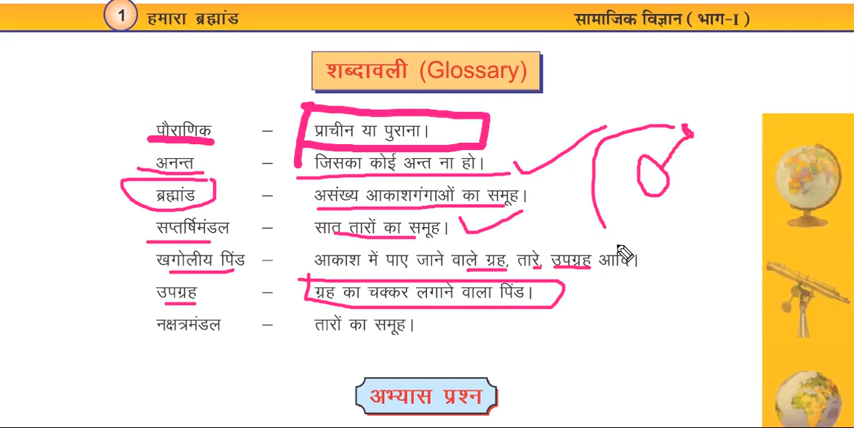 1 हमारा ब्रह्मांड सामाजिक विज्ञान ( भाग-I )
शब्दावली (Glossary)
पौराणिक – प्राचीन या पुराना।
अनन्त – जिसका कोई अन्त ना हो।
ब्रह्मांड – असंख्य आकाशगंगाओं का समूह।
सप्तर्षिमंडल – सात तारों का समूह।
खगोलीय पिंड – आकाश में पाए जाने वाले ग्रह, तारे, उपग्रह आदि।
उपग्रह – ग्रह का चक्कर लगाने वाला पिंड।
नक्षत्रमंडल – तारों का समूह।
अभ्यास प्रश्न